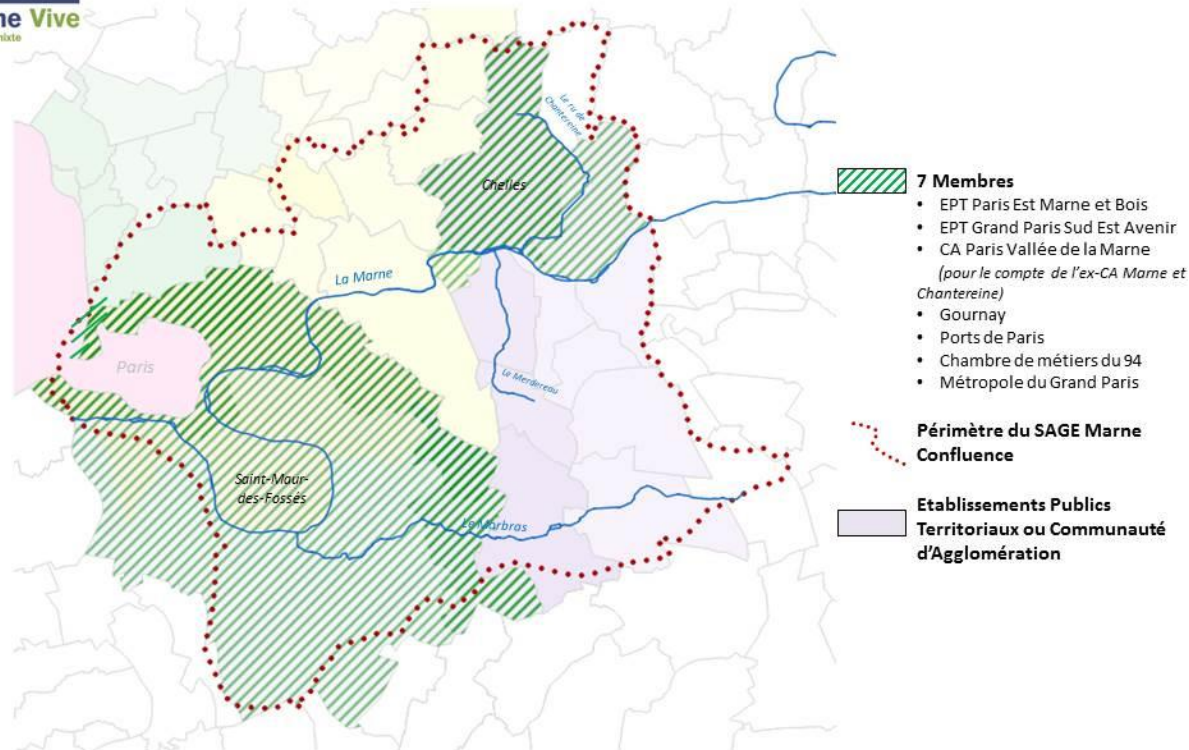 ne Vive
mixte
Le ru de
Chantereine
Chelles
La Marne
Paris
Le Merdereau
Saint-Maur-
des-Fossés
Le Marbras
7 Membres
• EPT Paris Est Marne et Bois
• EPT Grand Paris Sud Est Avenir
• CA Paris Vallée de la Marne
(pour le compte de l'ex-CA Marne et
Chantereine)
• Gournay
• Ports de Paris
• Chambre de métiers du 94
• Métropole du Grand Paris
Périmètre du SAGE Marne
Confluence
Etablissements Publics
Territoriaux ou Communauté
d'Agglomération